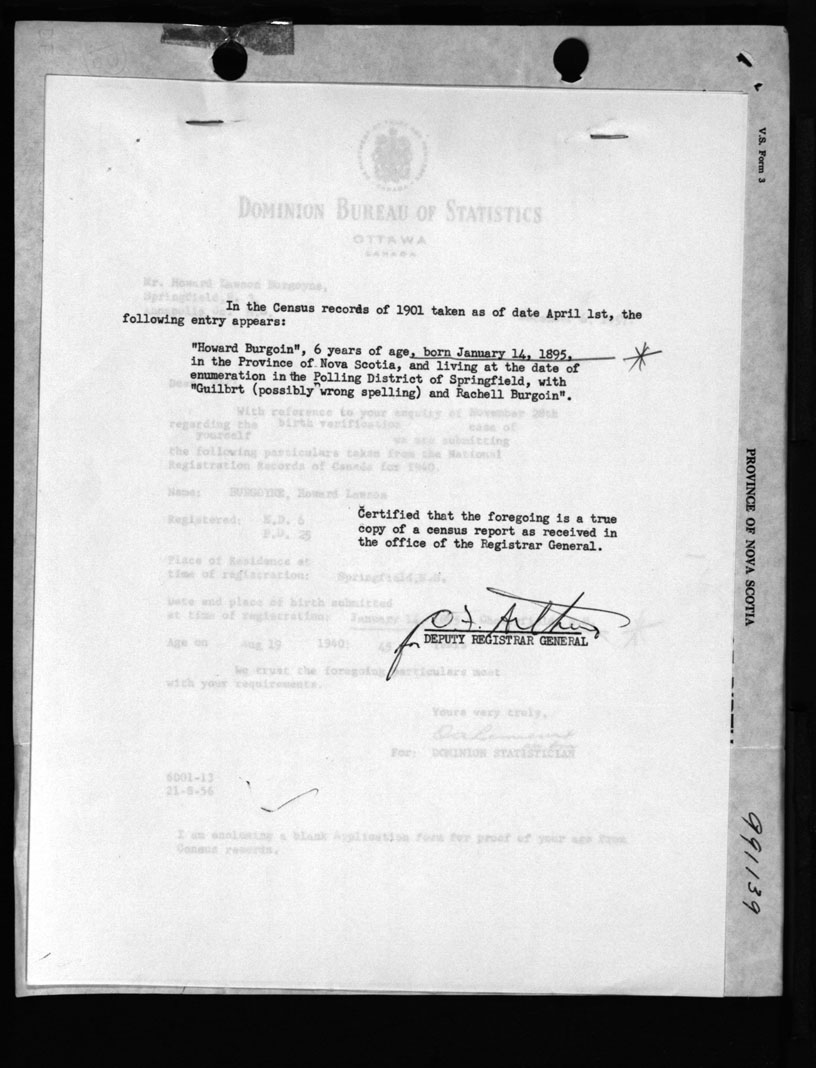 DOMINION BUREAU OF STATISTICS
OTTAWA
CANADA
Mr. Howard Lawson Burgoyne,
Springfield,
In the Census records of 1901 taken as of date April 1st, the
following entry appears:
"Howard Burgoin", 6 years of age, born January 14, 1895,
in the Province of Nova Scotia, and living at the date of
enumeration in the Polling District of Springfield, with
"Guilbrt (possibly wrong spelling) and Rachell Burgoin".
With reference to your enquiry of November 28th
regarding the birth verification case of
yourself we are submitting
the following particulars taken from the National
Registration Records of Canada for 1940.
Name: BURGOYNE, Howard Lawson
Certified that the foregoing is a true
copy of a census report as received in
the office of the Registrar General.
Registered: N.D. 6
P.D. 25
Place of Residence at
time of registration: Springfield, N.S.
Date and place of birth submitted
at time of registration: January
for DEPUTY REGISTRAR GENERAL
Age on Aug 19 1940: 45
We trust the foregoing particulars meet
with your requirements.
Yours very truly,
For: DOMINION STATISTICIAN
6001-13
21-8-56
I am enclosing a blank Application form for proof of your age from
Census records.
V.S. Form 3
PROVINCE OF NOVA SCOTIA
991139